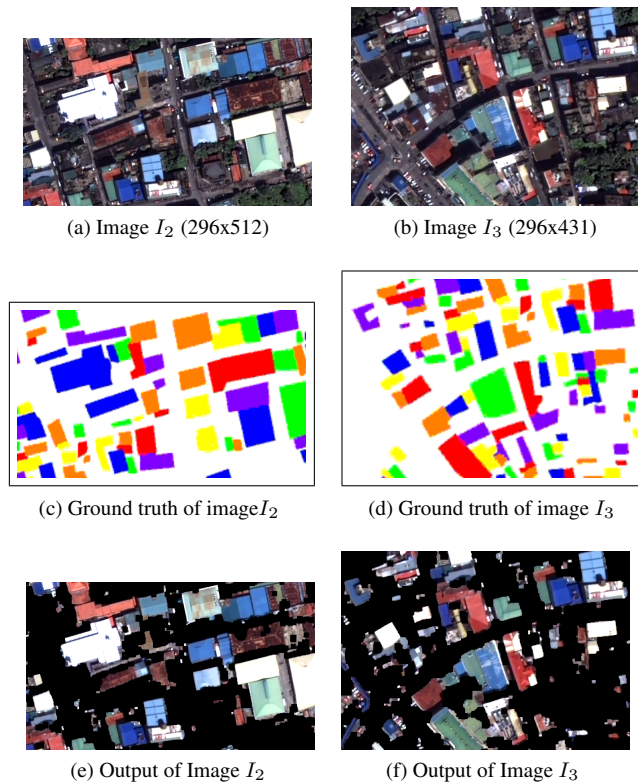 (a) Image I₂ (296x512)
(b) Image I₃ (296x431)
(c) Ground truth of imageI₂
(d) Ground truth of image I₃
(e) Output of Image I₂
(f) Output of Image I₃